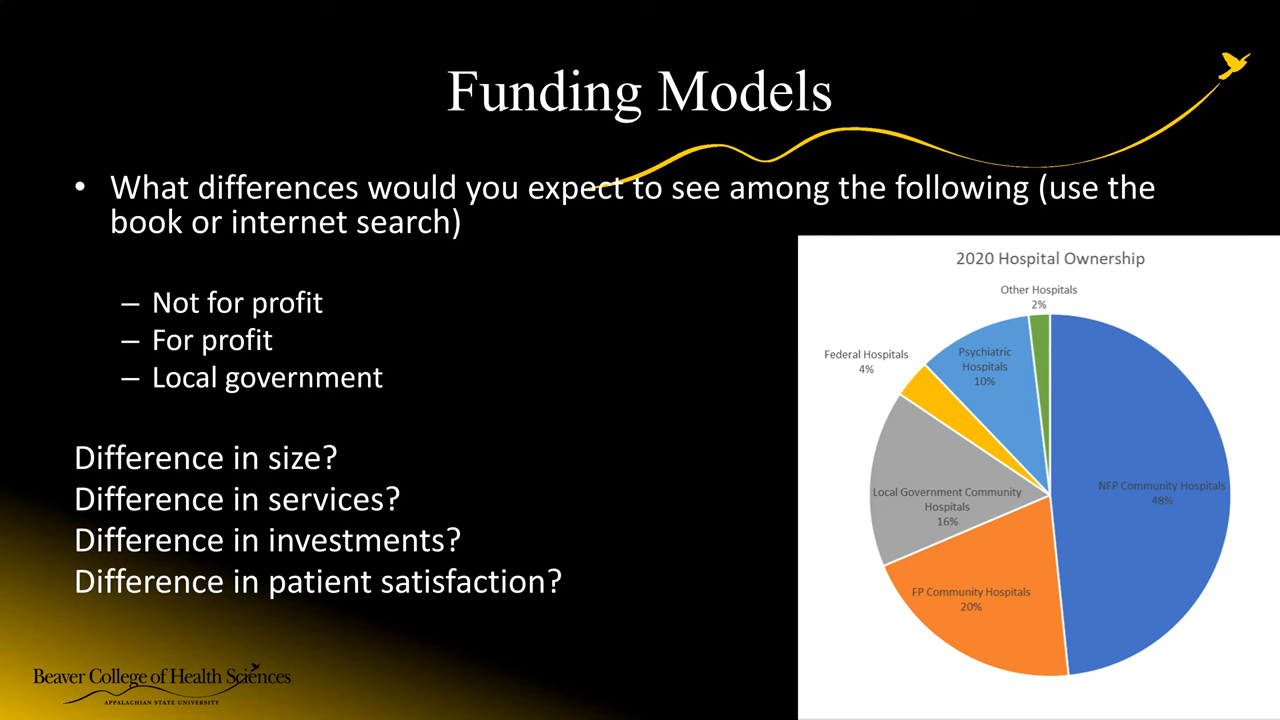 Funding Models
• What differences would you expect to see among the following (use the
book or internet search)
– Not for profit
– For profit
– Local government
Difference in size?
Difference in services?
Difference in investments?
Difference in patient satisfaction?
2020 Hospital Ownership
Other Hospitals
2%
Federal Hospitals
4%
Psychiatric
Hospitals
10%
NFP Community Hospitals
48%
Local Government Community
Hospitals
16%
FP Community Hospitals
20%
Beaver College of Health Sciences
APPALACHIAN STATE UNIVERSITY